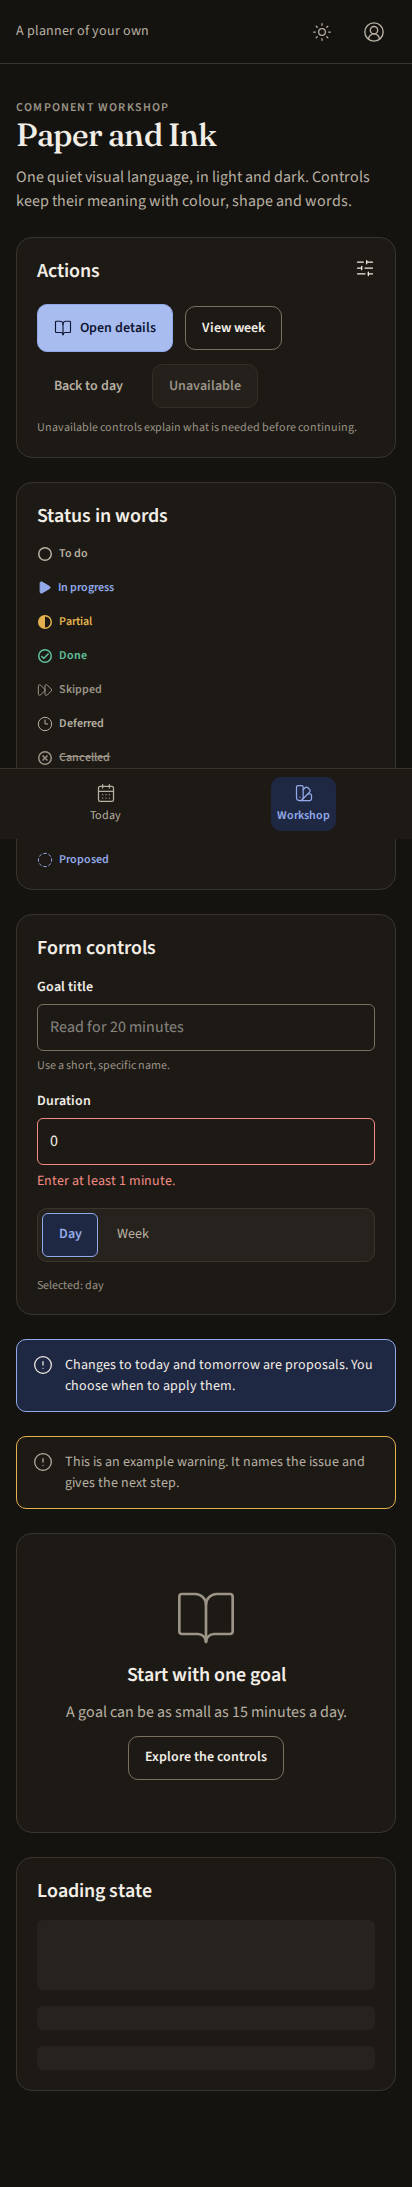 A planner of your own
COMPONENT WORKSHOP
Paper and Ink
One quiet visual language, in light and dark. Controls
keep their meaning with colour, shape and words.
Actions
Open details
View week
Back to day
Unavailable
Unavailable controls explain what is needed before continuing.
Status in words
To do
In progress
Partial
Done
Skipped
Deferred
Cancelled
Today
Workshop
Proposed
Form controls
Goal title
Read for 20 minutes
Use a short, specific name.
Duration
0
Enter at least 1 minute.
Day
Week
Selected: day
Changes to today and tomorrow are proposals. You
choose when to apply them.
This is an example warning. It names the issue and
gives the next step.
Start with one goal
A goal can be as small as 15 minutes a day.
Explore the controls
Loading state